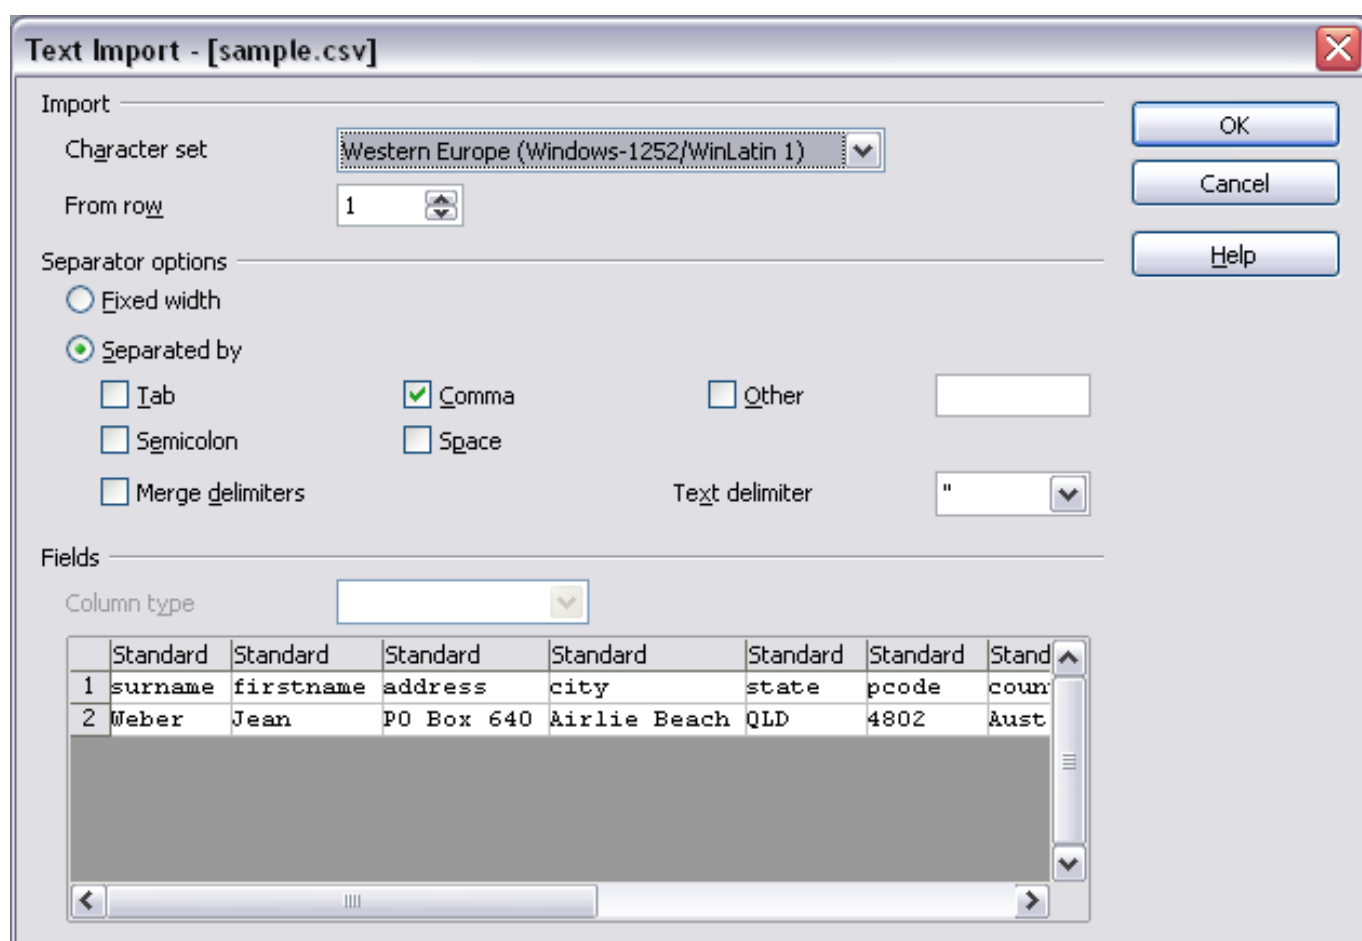 Text Import - [sample.csv]
Import
OK
Character set Western Europe (Windows-1252/WinLatin 1)
Cancel
From row 1
Separator options
Help
Fixed width
Separated by
Tab Comma Other
Semicolon Space
Merge delimiters Text delimiter "
Fields
Column type
Standard Standard Standard Standard Standard Standard Stand
1 surname firstname address city state pcode coun
2 Weber Jean PO Box 640 Airlie Beach QLD 4802 Aust